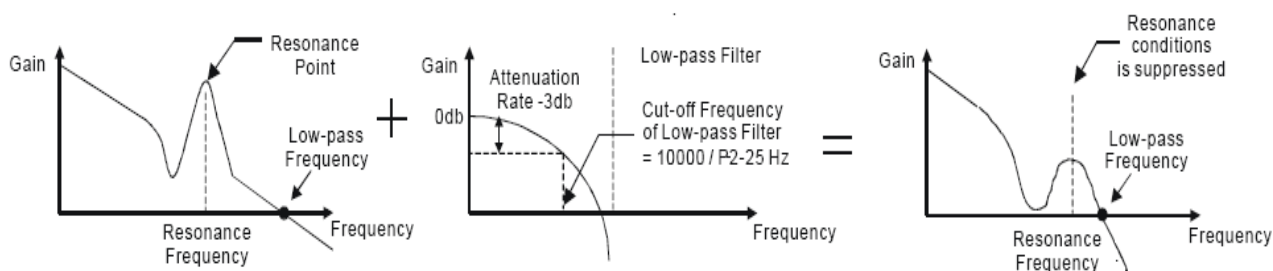 Gain
Resonance
Point
Low-pass
Frequency
Frequency
Resonance
Frequency
+
Gain
0db
Attenuation
Rate -3db
Low-pass Filter
Cut-off Frequency
of Low-pass Filter
= 10000 / P2-25 Hz
Frequency
=
Gain
Resonance
conditions
is suppressed
Low-pass
Frequency
Frequency
Resonance
Frequency